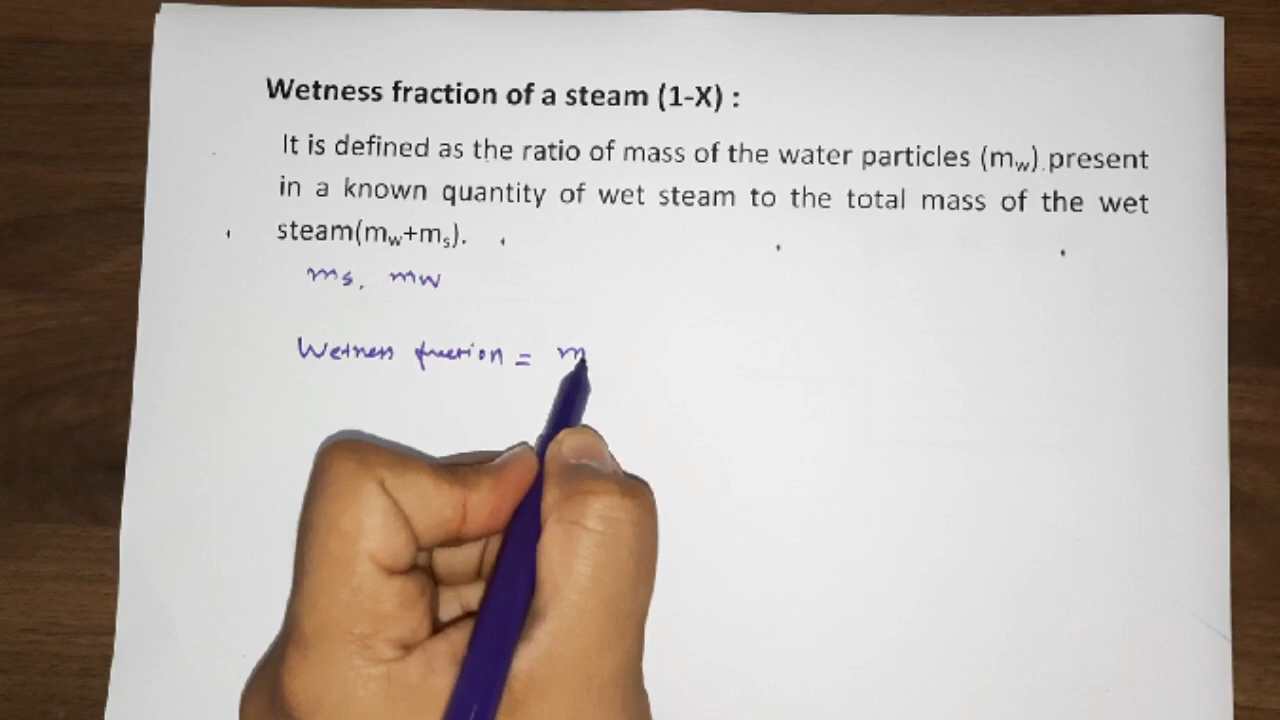 Wetness fraction of a steam (1-X) :
It is defined as the ratio of mass of the water particles (mw) present
in a known quantity of wet steam to the total mass of the wet
steam(mw+ms).
ms, mw
Wetness fraction = m